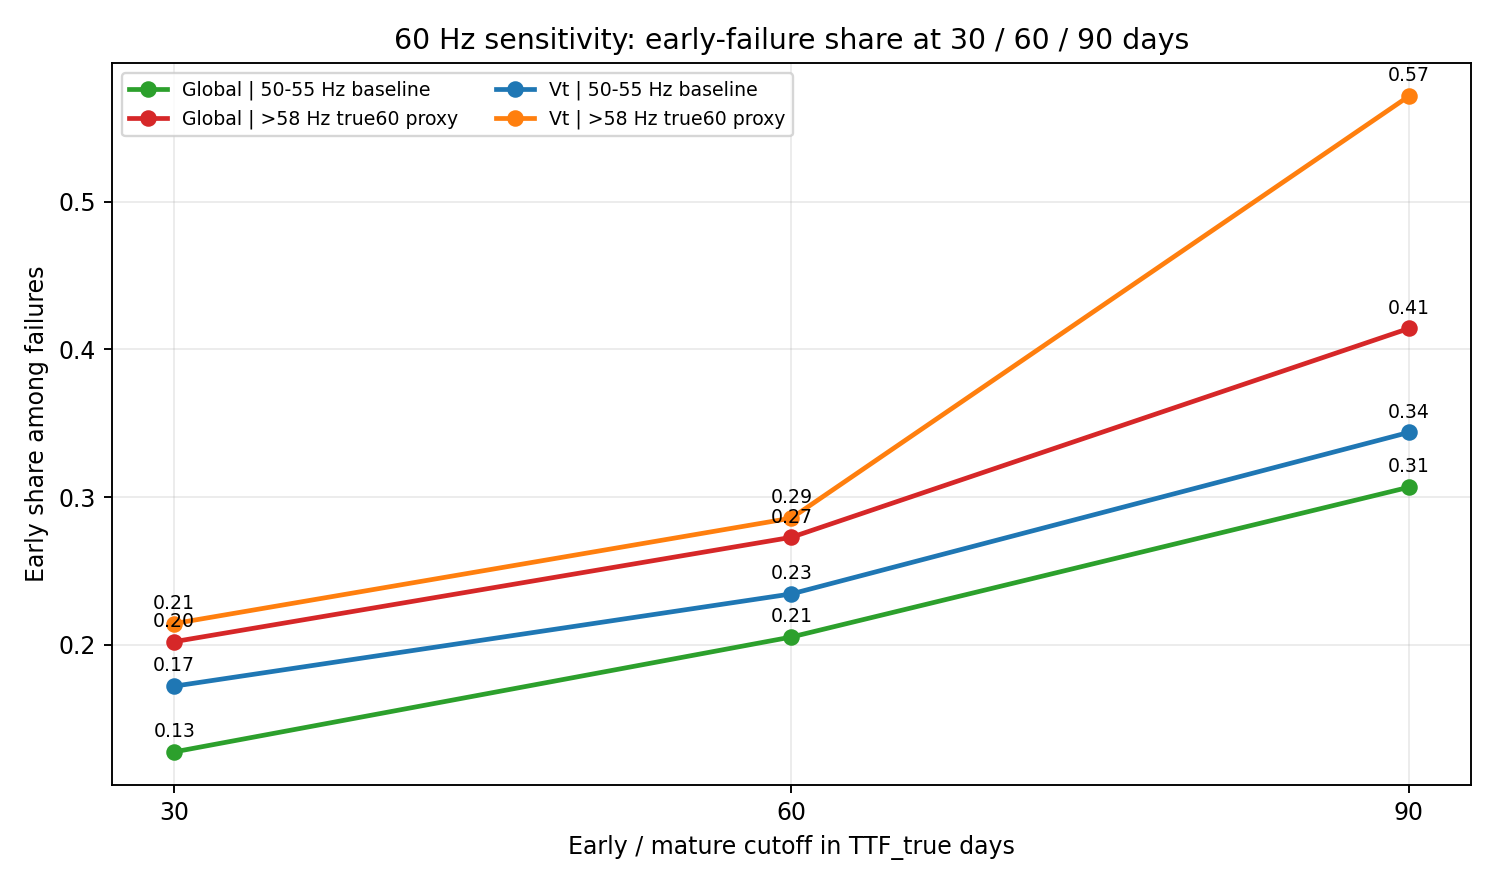 60 Hz sensitivity: early-failure share at 30 / 60 / 90 days
Global | 50-55 Hz baseline
Global | >58 Hz true60 proxy
Vt | 50-55 Hz baseline
Vt | >58 Hz true60 proxy
0.57
0.41
0.34
0.31
0.29
0.27
0.23
0.21
0.21
0.20
0.17
0.13
0.5
0.4
0.3
0.2
Early share among failures
30
60
90
Early / mature cutoff in TTF_true days